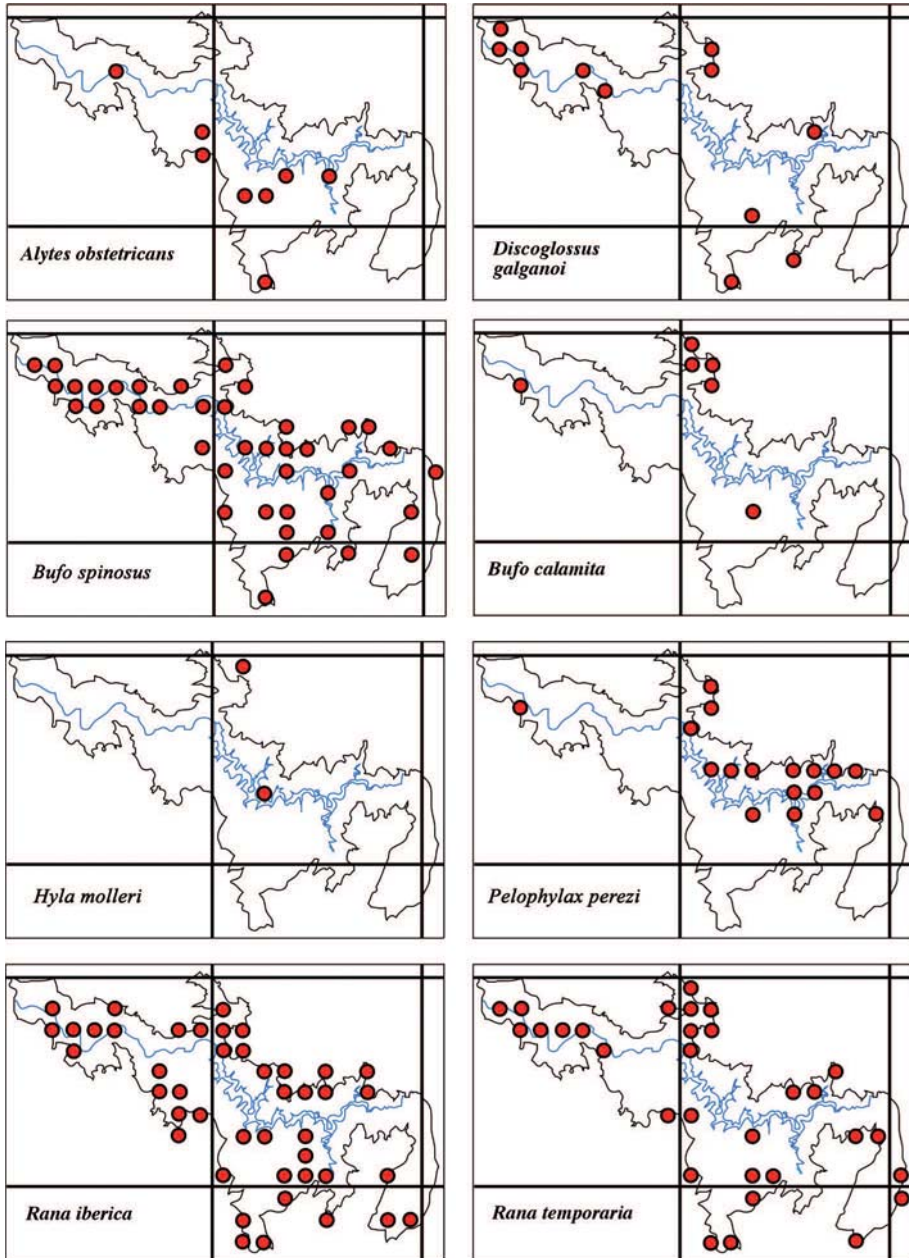 Alytes obstetricans
Discoglossus
galganoi
Bufo spinosus
Bufo calamita
Hyla molleri
Pelophylax perezi
Rana iberica
Rana temporaria